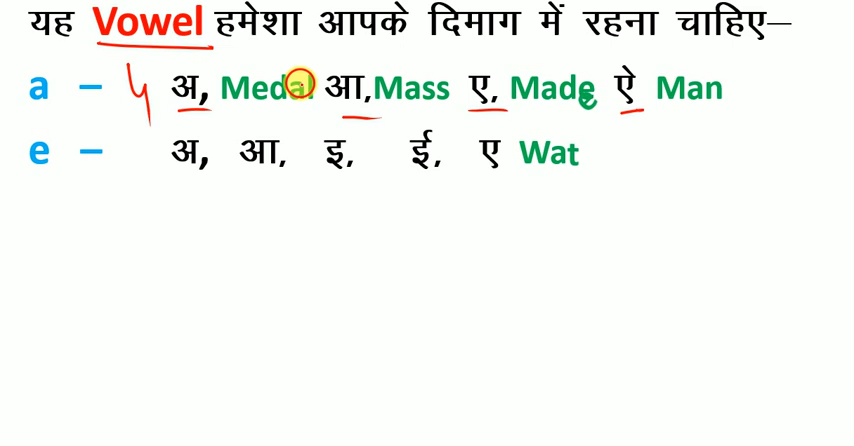 यह Vowel हमेशा आपके दिमाग में रहना चाहिए–
a – 4 अ, Medal आ, Mass ए, Made ऐ Man
e – अ, आ, इ, ई, ए Wat